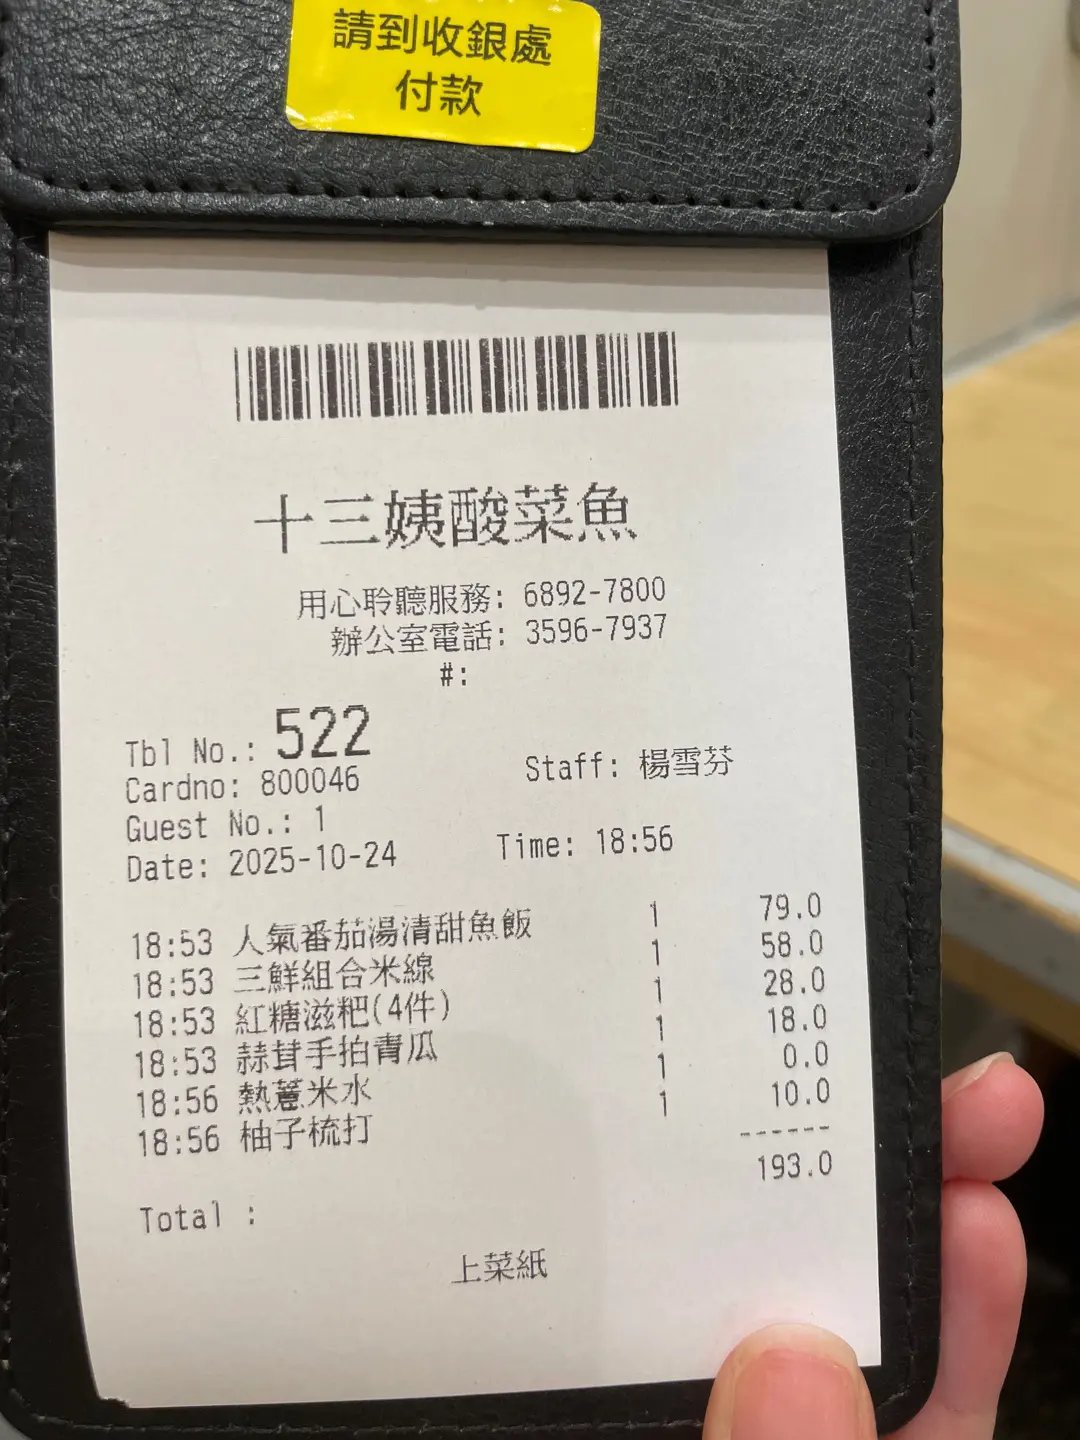 請到收銀處
付款
十三姨酸菜魚
用心聆聽服務: 6892-7800
辦公室電話: 3596-7937
#:
Tbl No.: 522
Cardno: 800046 Staff: 楊雪芬
Guest No.: 1
Date: 2025-10-24 Time: 18:56
18:53 人氣番茄湯清甜魚飯 1 79.0
18:53 三鮮組合米線 1 58.0
18:53 紅糖滋粑(4件) 1 28.0
18:53 蒜茸手拍青瓜 1 18.0
18:56 熱薏米水 1 0.0
18:56 柚子梳打 1 10.0
------
Total : 193.0
上菜紙